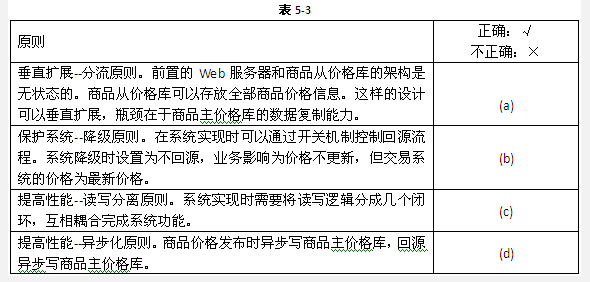 表 5-3
原则
正确：√
不正确：×
垂直扩展--分流原则。前置的 Web 服务器和商品从价格库的架构是
无状态的。商品从价格库可以存放全部商品价格信息。这样的设计
可以垂直扩展，瓶颈在于商品主价格库的数据复制能力。
(a)
保护系统--降级原则。在系统实现时可以通过开关机制控制回源流
程。系统降级时设置为不回源，业务影响为价格不更新，但交易系
统的价格为最新价格。
(b)
提高性能--读写分离原则。系统实现时需要将读写逻辑分成几个闭
环，互相耦合完成系统功能。
(c)
提高性能--异步化原则。商品价格发布时异步写商品主价格库，回源
异步写商品主价格库。
(d)